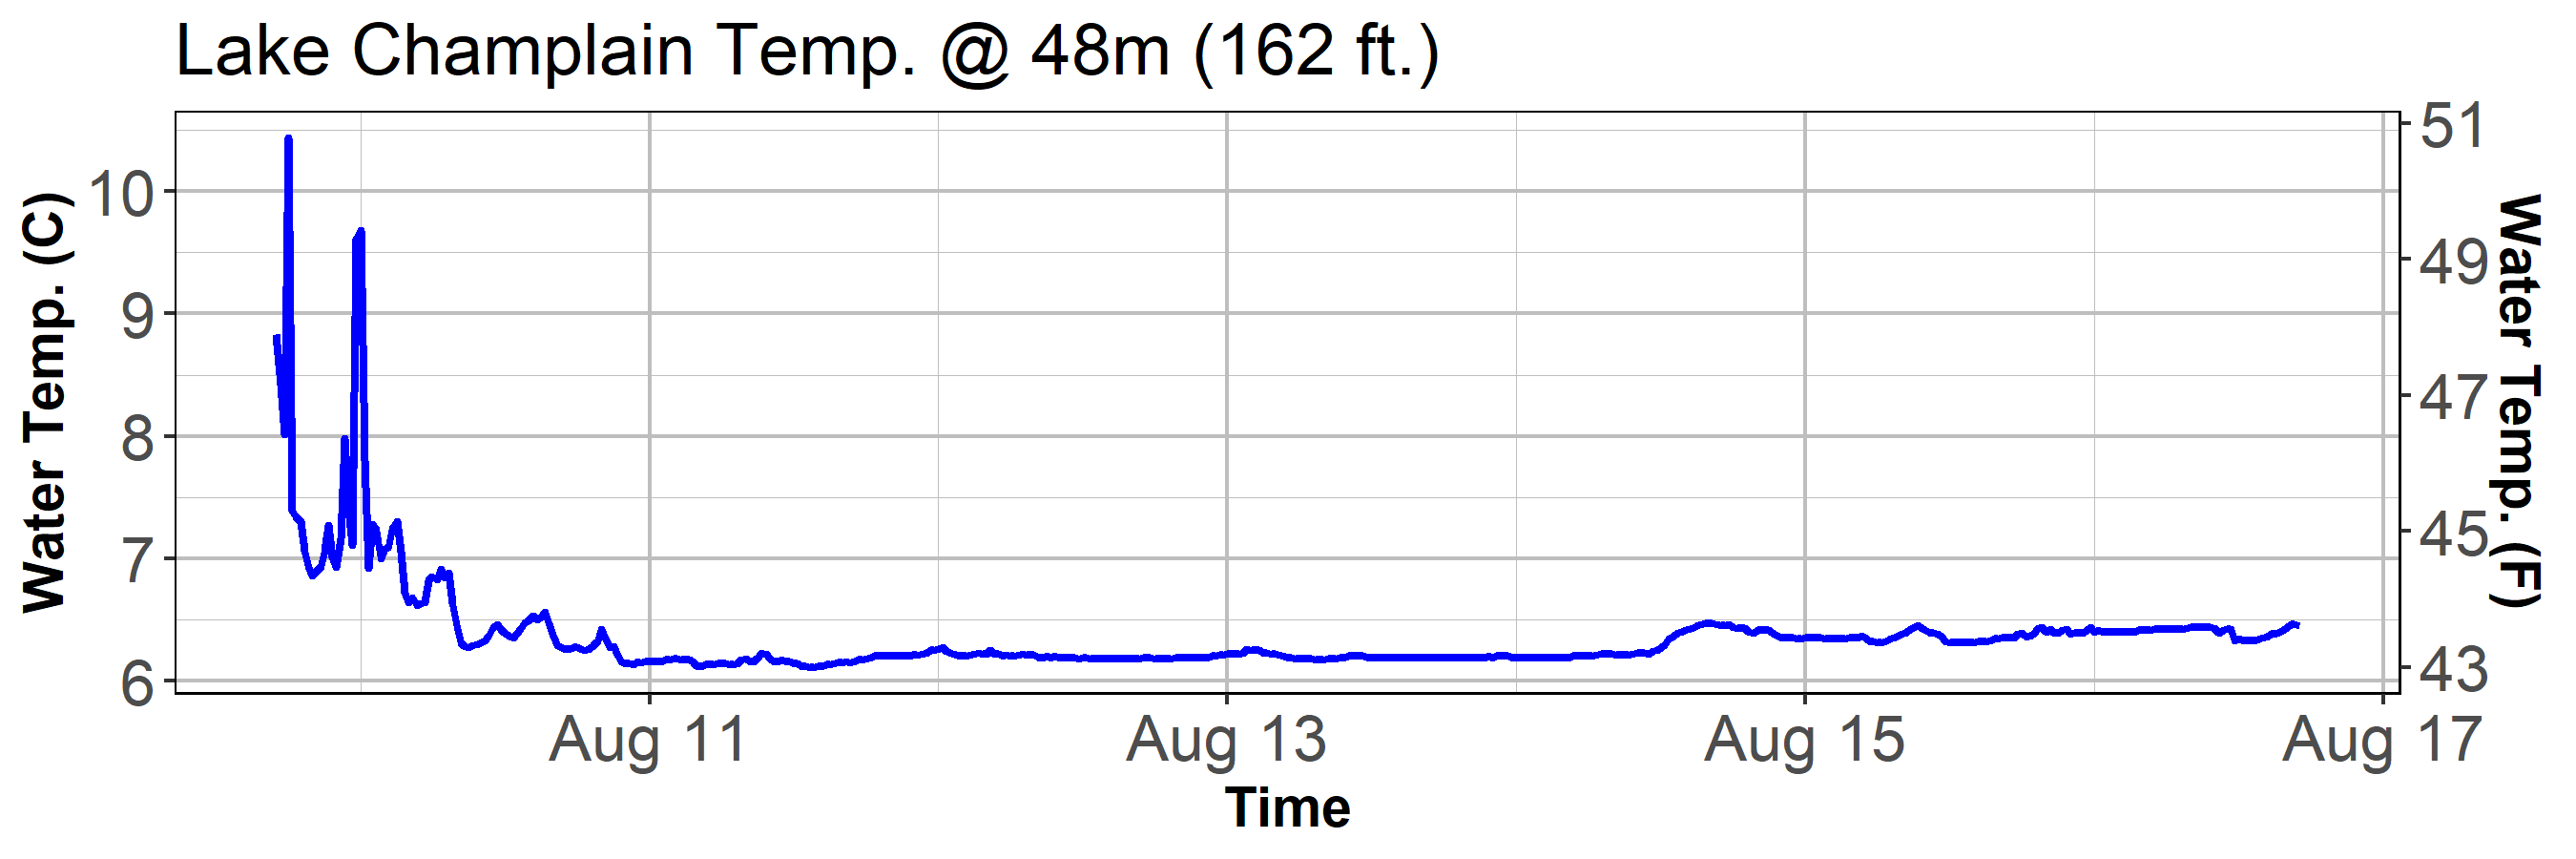 Lake Champlain Temp. @ 48m (162 ft.)
Water Temp. (C)
10
9
8
7
6
51
49
47
45
43
Water Temp. (F)
Aug 11
Aug 13
Aug 15
Aug 17
Time